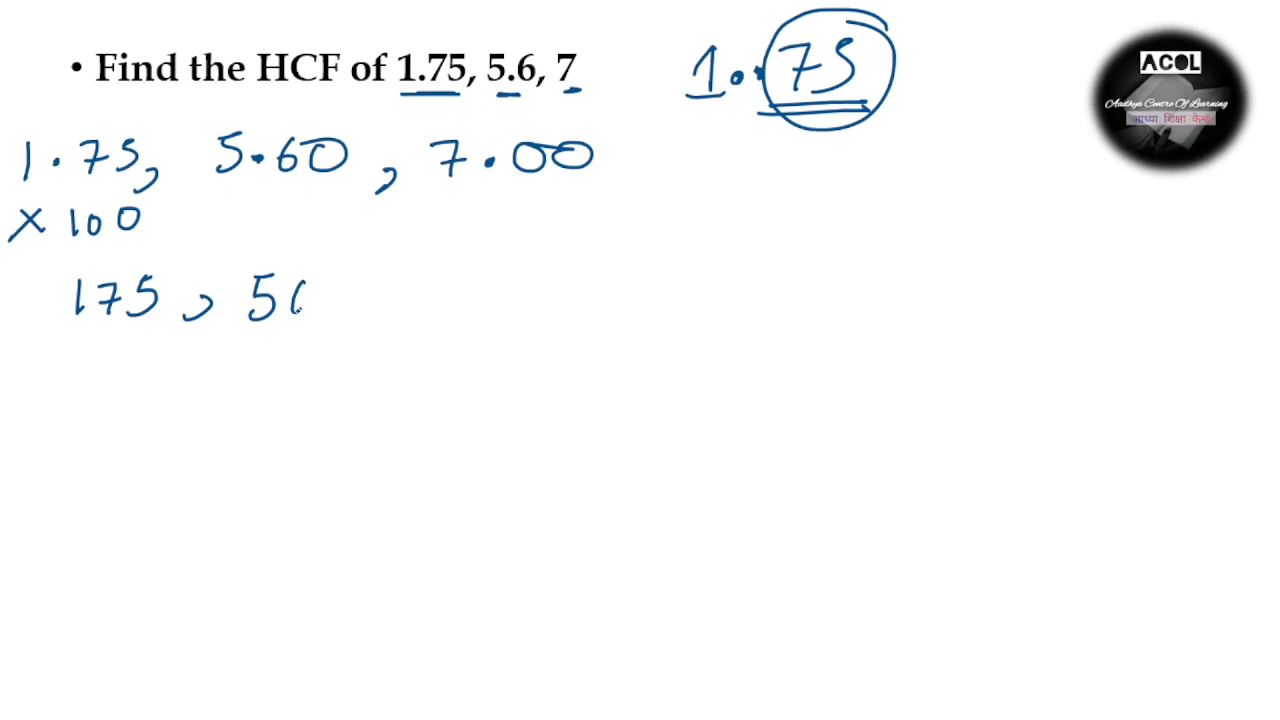 • Find the HCF of 1.75, 5.6, 7
1.75
ACOL
Aadhya Centre Of Learning
आध्या शिक्षा केन्द्र
1.75, 5.60, 7.00
×100
175, 5